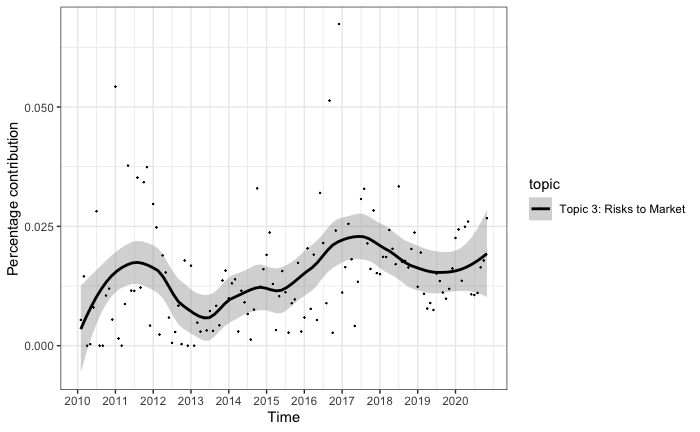 Percentage contribution
0.050
0.025
0.000
2010 2011 2012 2013 2014 2015 2016 2017 2018 2019 2020
Time
topic
Topic 3: Risks to Market